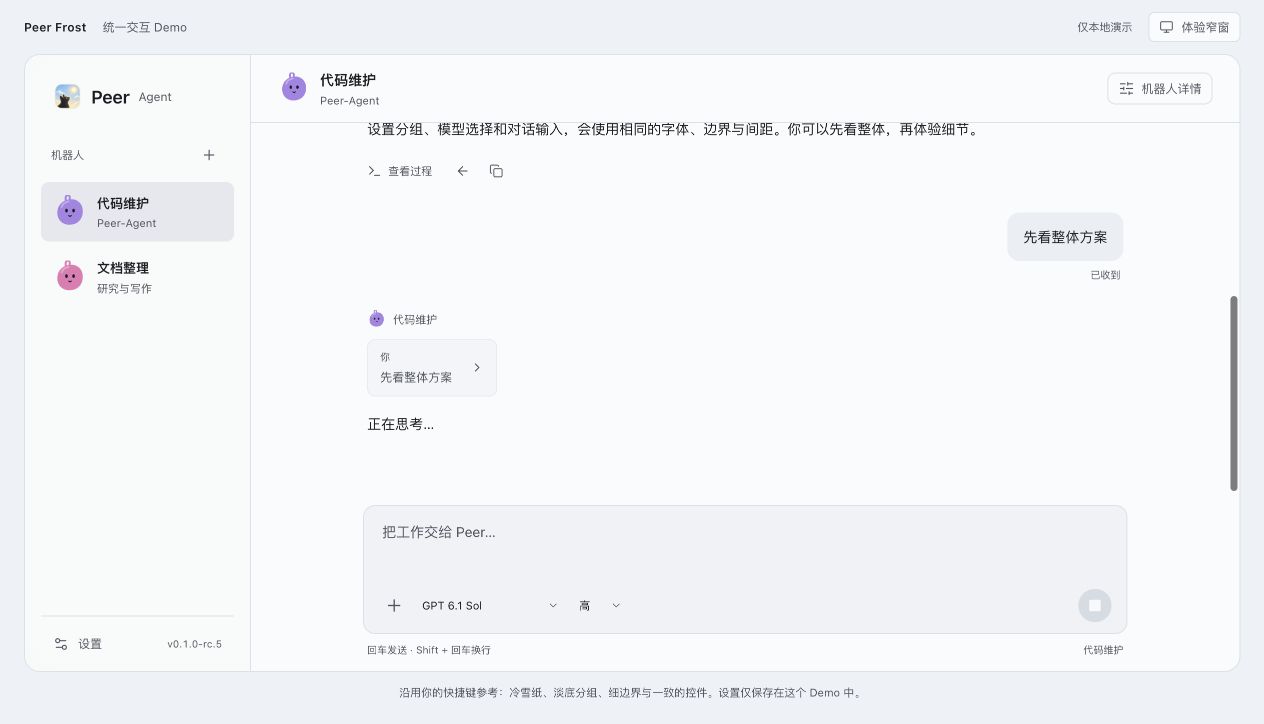 Peer Frost 统一交互 Demo
仅本地演示
体验窄窗
Peer Agent
机器人
代码维护
Peer-Agent
文档整理
研究与写作
设置
v0.1.0-rc.5
代码维护
Peer-Agent
机器人详情
设置分组、模型选择和对话输入，会使用相同的字体、边界与间距。你可以先看整体，再体验细节。
查看过程
先看整体方案
已收到
代码维护
你
先看整体方案
正在思考...
把工作交给 Peer...
GPT 6.1 Sol
高
回车发送 · Shift + 回车换行
代码维护
沿用你的快捷键参考：冷雪纸、淡底分组、细边界与一致的控件。设置仅保存在这个 Demo 中。